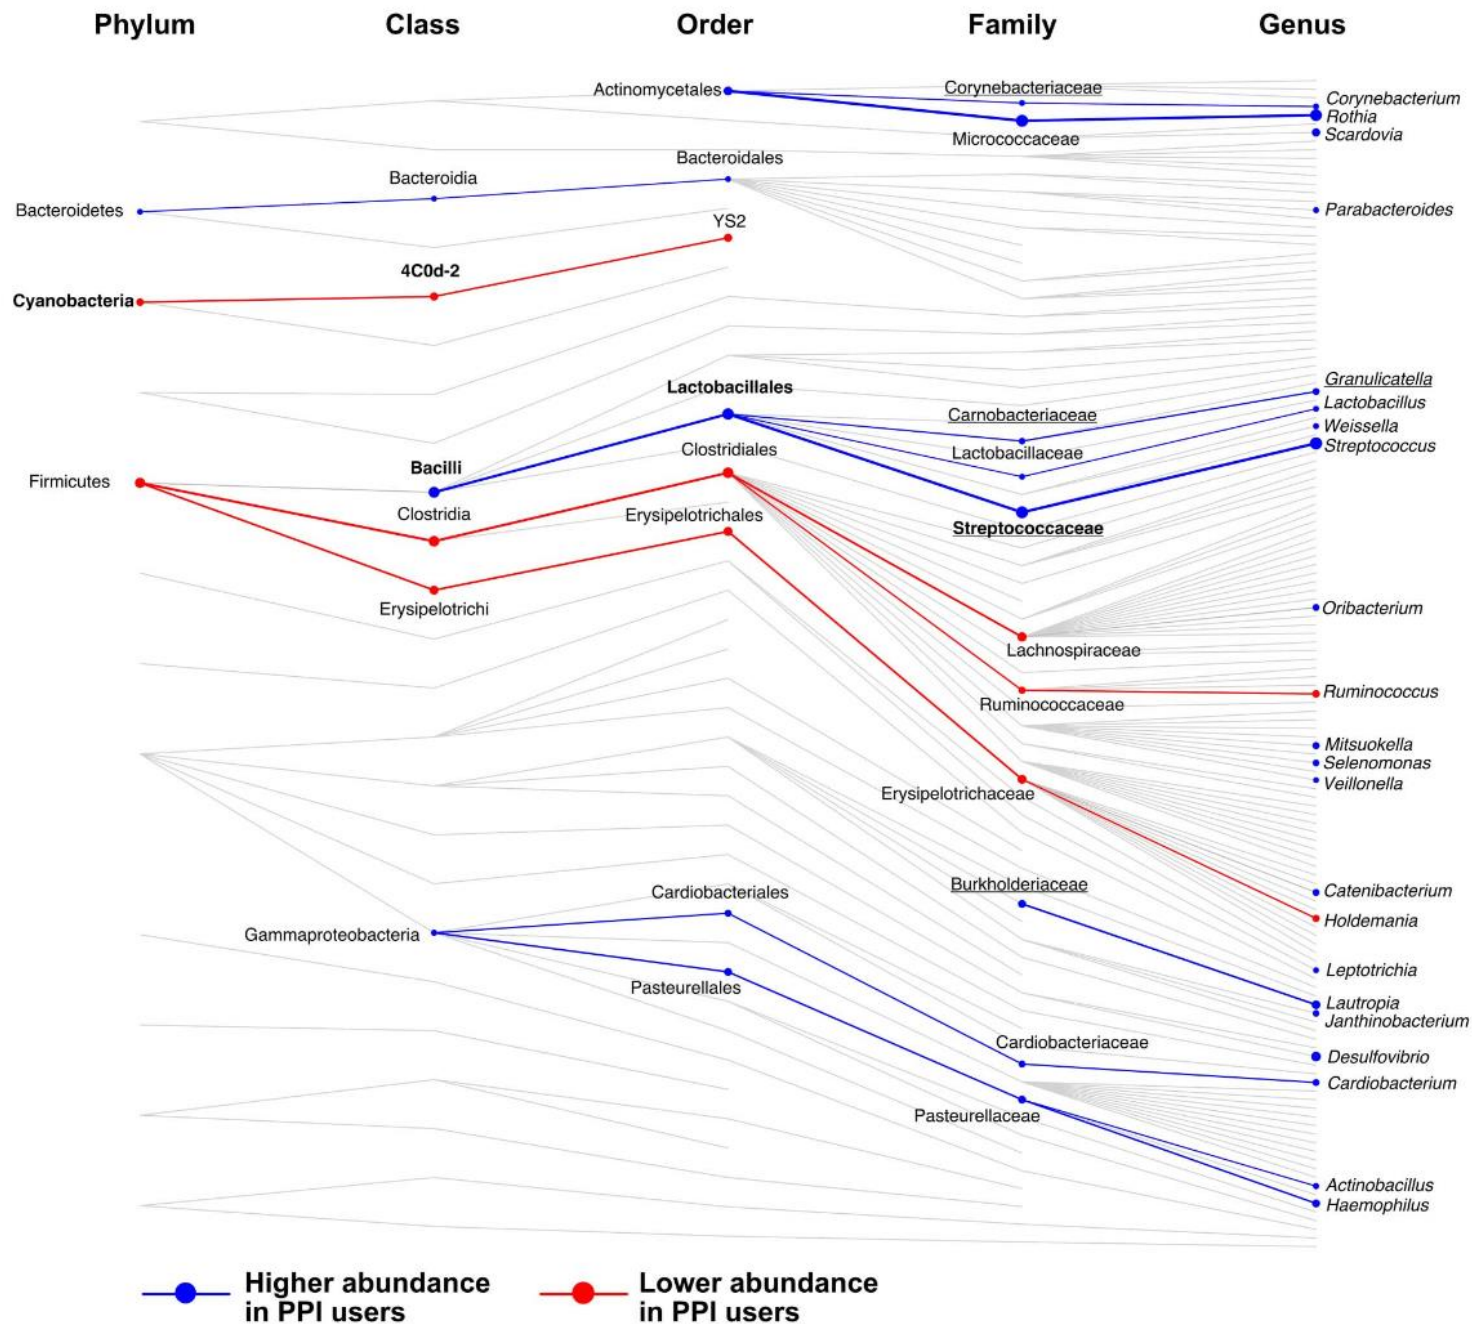 Phylum Class Order Family Genus
Actinomycetales
Corynebacteriaceae
Corynebacterium
Rothia
Micrococcaceae
Scardovia
Bacteroidales
Bacteroidia
Bacteroidetes
Parabacteroides
YS2
4C0d-2
Cyanobacteria
Granulicatella
Lactobacillales
Lactobacillus
Carnobacteriaceae
Weissella
Streptococcus
Clostridiales
Lactobacillaceae
Bacilli
Firmicutes
Clostridia
Erysipelotrichales
Streptococcaceae
Erysipelotrichi
Oribacterium
Lachnospiraceae
Ruminococcus
Ruminococcaceae
Mitsuokella
Selenomonas
Veillonella
Erysipelotrichaceae
Burkholderiaceae
Catenibacterium
Cardiobacteriales
Holdemania
Gammaproteobacteria
Leptotrichia
Pasteurellales
Lautropia
Janthinobacterium
Cardiobacteriaceae
Desulfovibrio
Cardiobacterium
Pasteurellaceae
Actinobacillus
Haemophilus
Higher abundance
in PPI users
Lower abundance
in PPI users